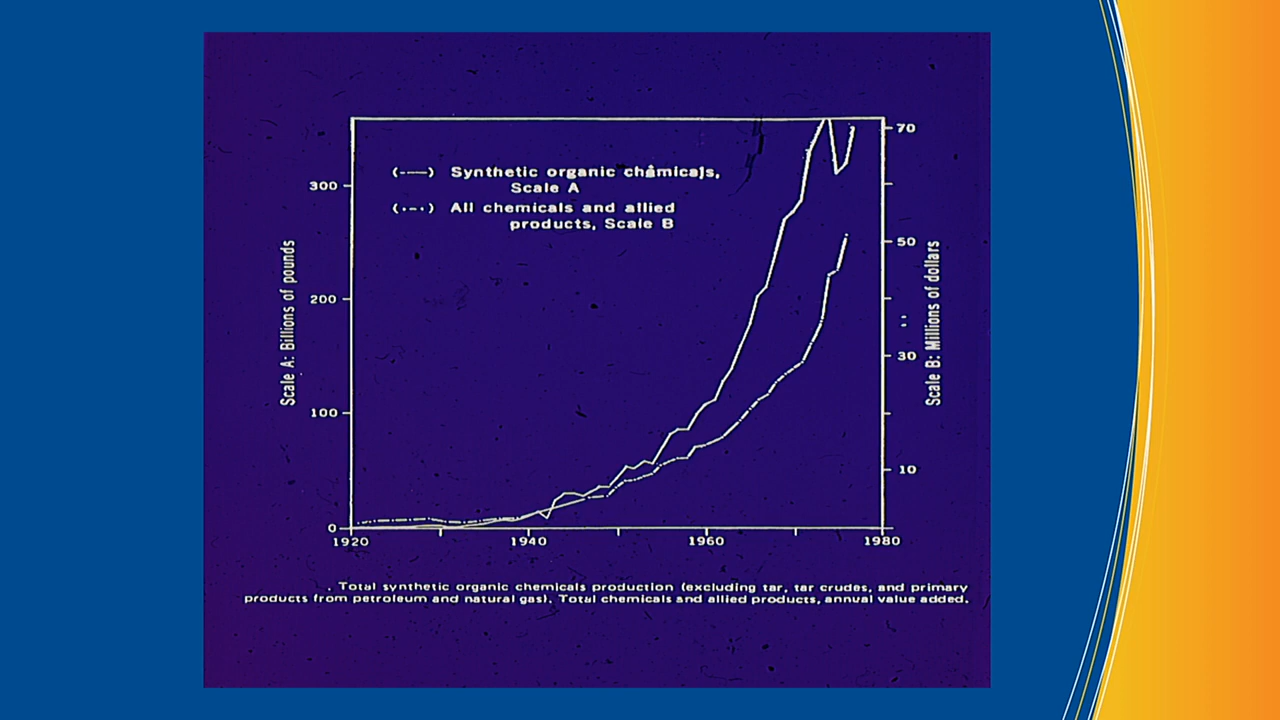 (-—) Synthetic organic chemicals,
Scale A
(·–·) All chemicals and allied
products, Scale B
300
200
100
0
Scale A: Billions of pounds
70
50
30
10
Scale B: Millions of dollars
1920
1940
1960
1980
. Total synthetic organic chemicals production (excluding tar, tar crudes, and primary
products from petroleum and natural gas). Total chemicals and allied products, annual value added.